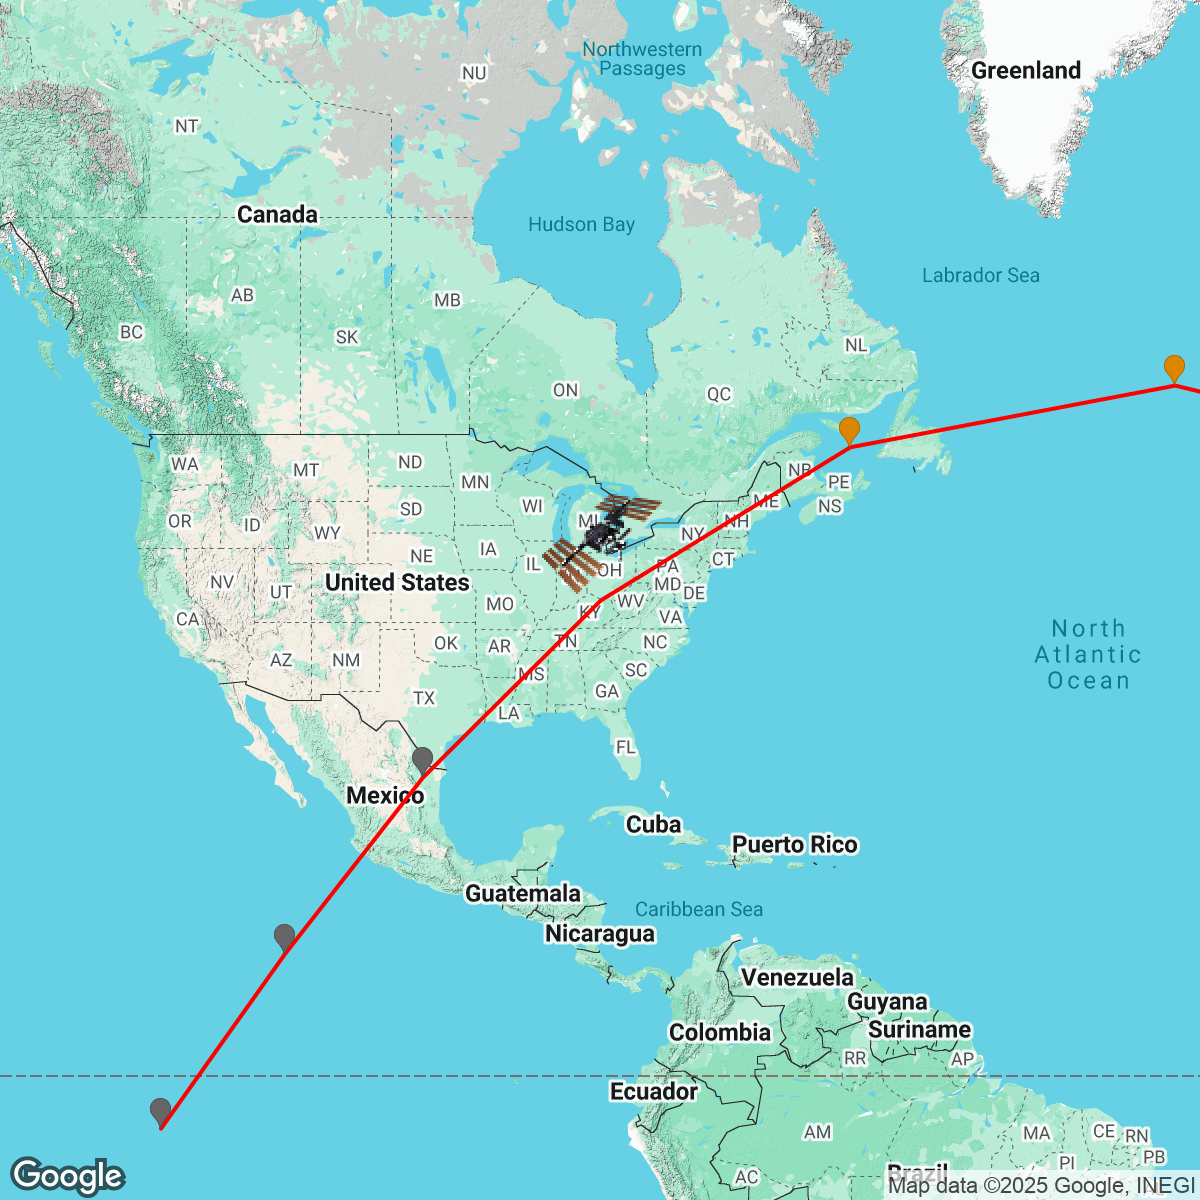 Northwestern
Passages
Greenland
NU
NT
Canada
Hudson Bay
Labrador Sea
AB
MB
BC
SK
NL
ON
QC
WA
MT
ND
NB
MN
PE
OR
ID
SD
WI
MI
ME
NS
WY
NH
NY
NE
IA
CT
NV
UT
United States
IL
OH
PA
MD
DE
MO
KY
WV
CA
VA
North
Atlantic
Ocean
OK
AR
TN
NC
AZ
NM
MS
SC
TX
GA
LA
FL
Mexico
Cuba
Puerto Rico
Guatemala
Caribbean Sea
Nicaragua
Venezuela
Guyana
Colombia
Suriname
RR
AP
Ecuador
AM
MA
CE
RN
PI
PB
AC
Brazil
Google
Map data ©2025 Google, INEGI